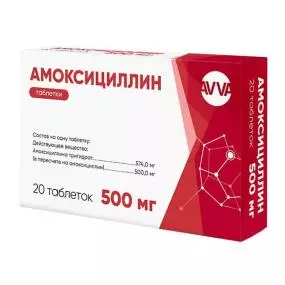 АМОКСИЦИЛЛИН
таблетки
Состав на одну таблетку:
Действующее вещество:
Амоксициллина тригидрат 574,0 мг
(в пересчете на амоксициллин) 500,0 мг
20 таблеток 500 мг
AVVA
20 таблеток
АМОКСИЦИЛЛИН
500 мг